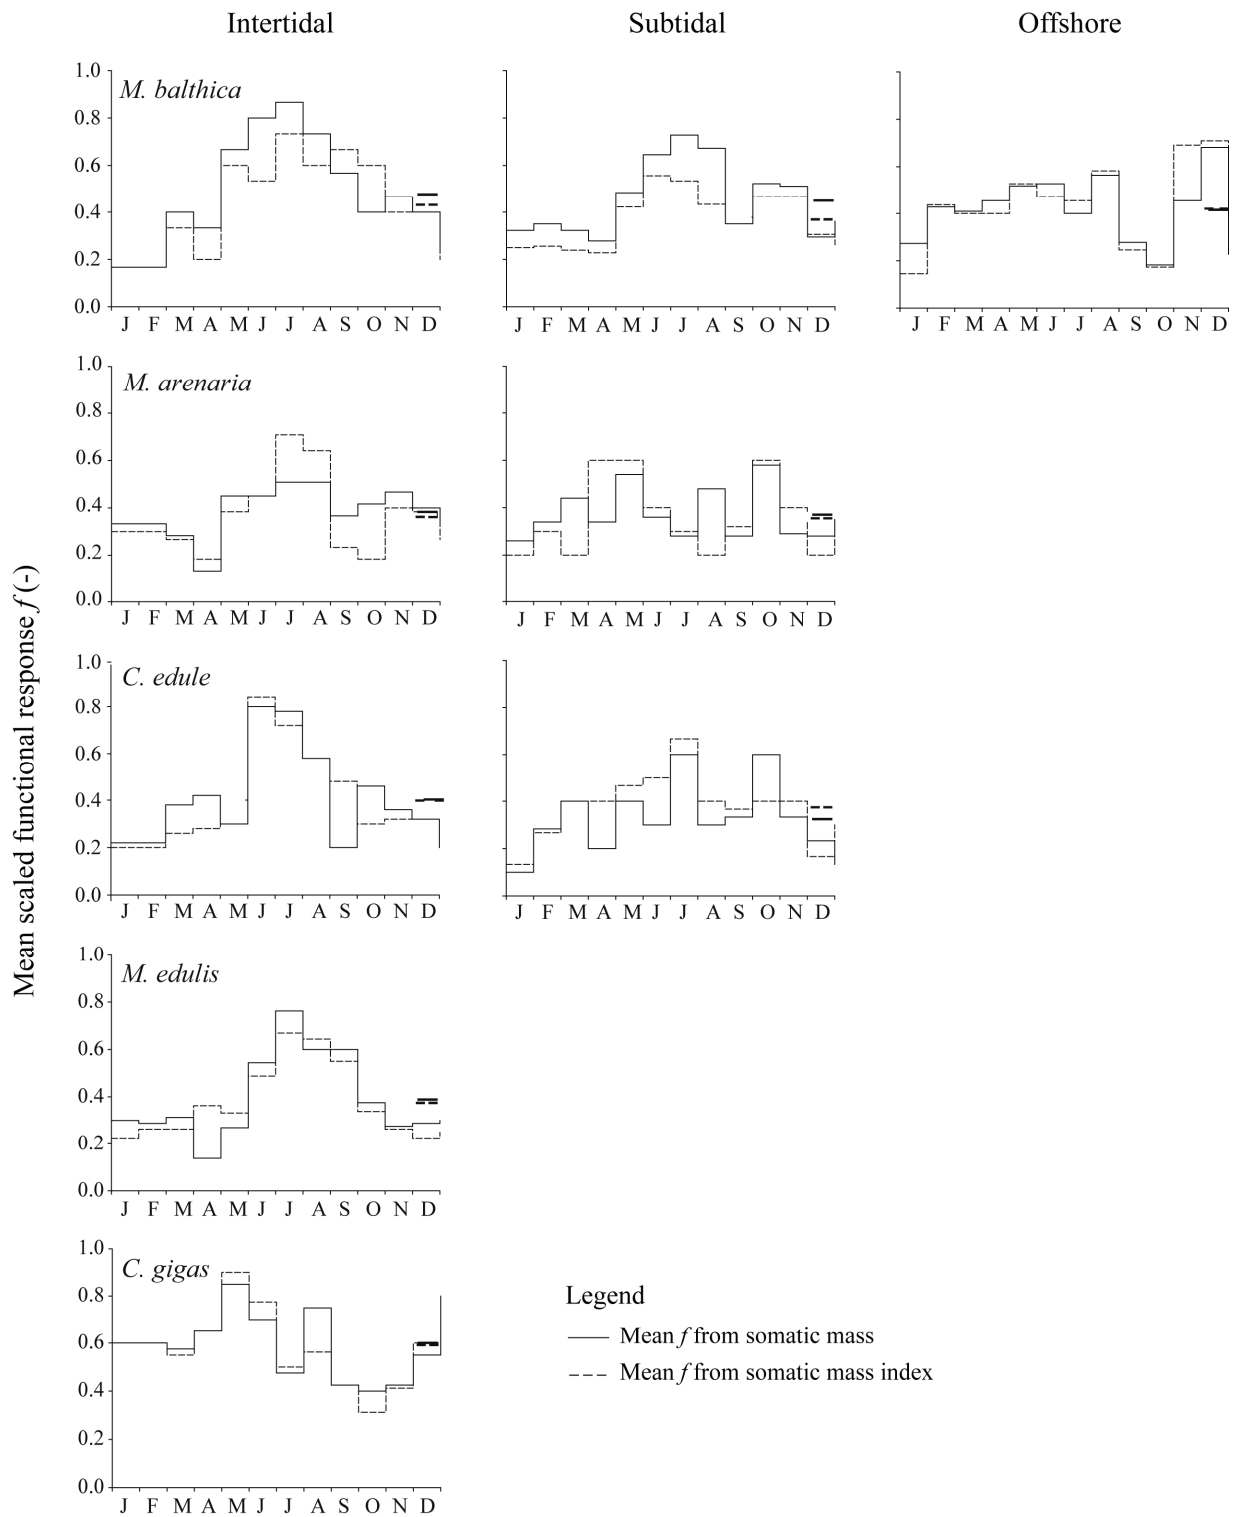 Intertidal Subtidal Offshore
Mean scaled functional response f (-)
M. balthica
1.0
0.8
0.6
0.4
0.2
0.0
J F M A M J J A S O N D
J F M A M J J A S O N D
J F M A M J J A S O N D
M. arenaria
1.0
0.8
0.6
0.4
0.2
0.0
J F M A M J J A S O N D
J F M A M J J A S O N D
C. edule
1.0
0.8
0.6
0.4
0.2
0.0
J F M A M J J A S O N D
J F M A M J J A S O N D
M. edulis
1.0
0.8
0.6
0.4
0.2
0.0
J F M A M J J A S O N D
C. gigas
1.0
0.8
0.6
0.4
0.2
0.0
J F M A M J J A S O N D
Legend
Mean f from somatic mass
Mean f from somatic mass index